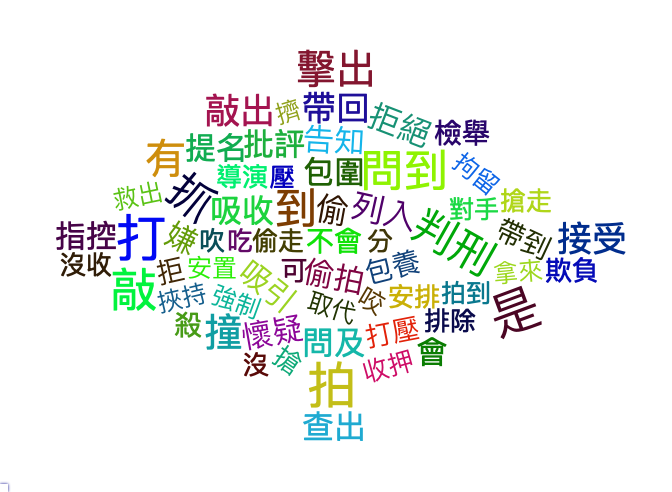 擊出
敲出
擠
帶回
拒絕
檢舉
有
提名
批評
告知
導演
壓
包圍
問到
拘留
救出
抓
吸收
到
偷
列入
判刑
對手
搶走
指控
打
嫌
吹
吃
偷走
不會
分
帶到
接受
沒收
敲
拒
安置
吸引
可
偷拍
包養
拿來
欺負
挾持
強制
取代
咬
安排
拍到
是
殺
撞
懷疑
問及
打壓
排除
沒
搶
拍
收押
會
查出